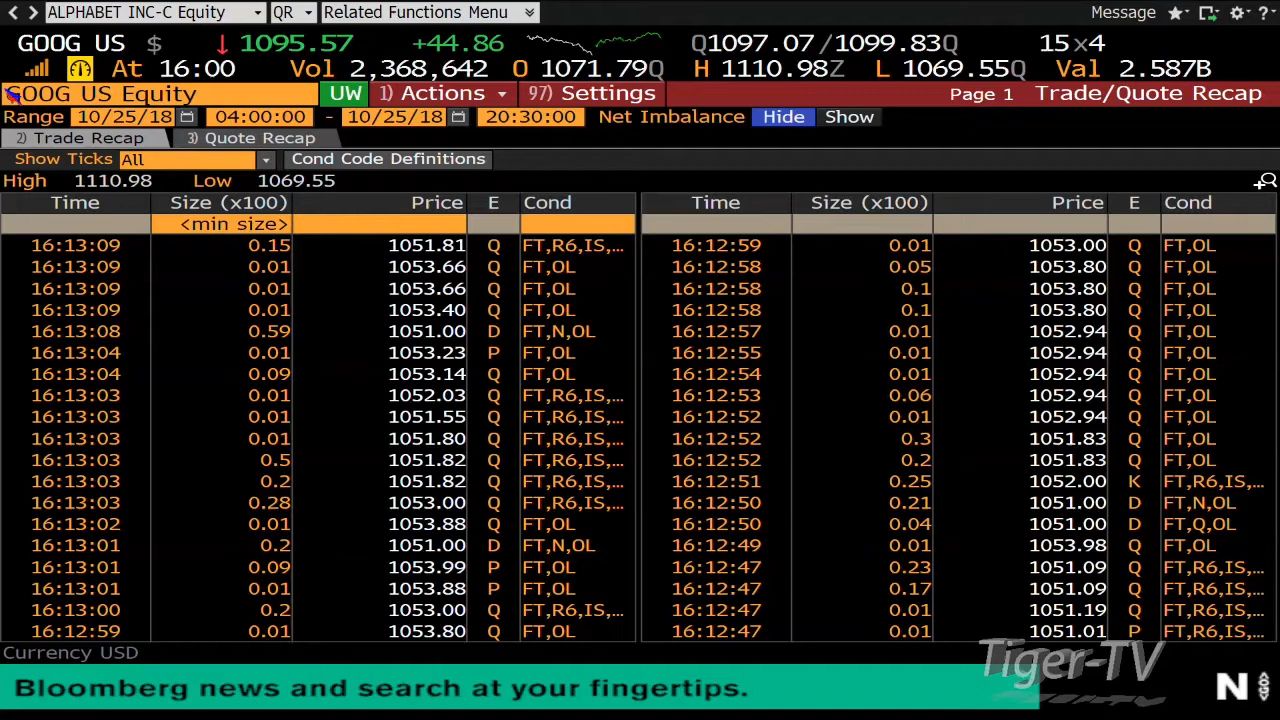 ALPHABET INC-C Equity QR Related Functions Menu Message ?
GOOG US $ ↓ 1095.57 +44.86 Q1097.07/1099.83Q 15x4
At 16:00 Vol 2,368,642 O 1071.79Q H 1110.98Z L 1069.55Q Val 2.587B
GOOG US Equity UW 1) Actions 97) Settings Page 1 Trade/Quote Recap
Range 10/25/18 04:00:00 - 10/25/18 20:30:00 Net Imbalance Hide Show
2) Trade Recap 3) Quote Recap
Show Ticks All Cond Code Definitions
High 1110.98 Low 1069.55
Time Size (x100) Price E Cond Time Size (x100) Price E Cond
<min size>
16:13:09 0.15 1051.81 Q FT,R6,IS,... 16:12:59 0.01 1053.00 Q FT,OL
16:13:09 0.01 1053.66 Q FT,OL 16:12:58 0.05 1053.80 Q FT,OL
16:13:09 0.01 1053.66 Q FT,OL 16:12:58 0.1 1053.80 Q FT,OL
16:13:09 0.01 1053.40 Q FT,OL 16:12:58 0.1 1053.80 Q FT,OL
16:13:08 0.59 1051.00 D FT,N,OL 16:12:57 0.01 1052.94 Q FT,OL
16:13:04 0.01 1053.23 P FT,OL 16:12:55 0.01 1052.94 Q FT,OL
16:13:04 0.09 1053.14 Q FT,OL 16:12:54 0.01 1052.94 Q FT,OL
16:13:03 0.01 1052.03 Q FT,R6,IS,... 16:12:53 0.06 1052.94 Q FT,OL
16:13:03 0.01 1051.55 Q FT,R6,IS,... 16:12:52 0.01 1052.94 Q FT,OL
16:13:03 0.01 1051.80 Q FT,R6,IS,... 16:12:52 0.3 1051.83 Q FT,OL
16:13:03 0.5 1051.82 Q FT,R6,IS,... 16:12:52 0.2 1051.83 Q FT,OL
16:13:03 0.2 1051.82 Q FT,R6,IS,... 16:12:51 0.25 1052.00 K FT,R6,IS,...
16:13:03 0.28 1053.00 Q FT,R6,IS,... 16:12:50 0.21 1051.00 D FT,N,OL
16:13:02 0.01 1053.88 Q FT,OL 16:12:50 0.04 1051.00 D FT,Q,OL
16:13:01 0.2 1051.00 D FT,N,OL 16:12:49 0.01 1053.98 Q FT,OL
16:13:01 0.09 1053.99 P FT,OL 16:12:47 0.23 1051.09 Q FT,R6,IS,...
16:13:01 0.01 1053.88 P FT,OL 16:12:47 0.17 1051.09 Q FT,R6,IS,...
16:13:00 0.2 1053.00 Q FT,R6,IS,... 16:12:47 0.01 1051.19 Q FT,R6,IS,...
16:12:59 0.01 1053.80 Q FT,OL 16:12:47 0.01 1051.01 P FT,R6,IS,...
Currency USD
Tiger-TV
Bloomberg news and search at your fingertips.
N